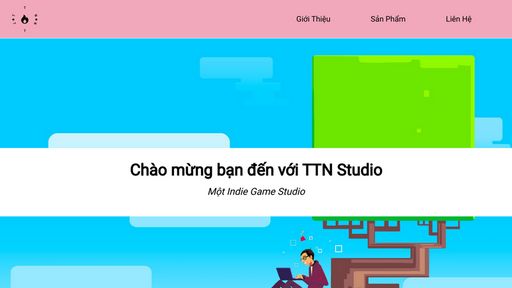 Giới Thiệu
Sản Phẩm
Liên Hệ
Chào mừng bạn đến với TTN Studio
Một Indie Game Studio